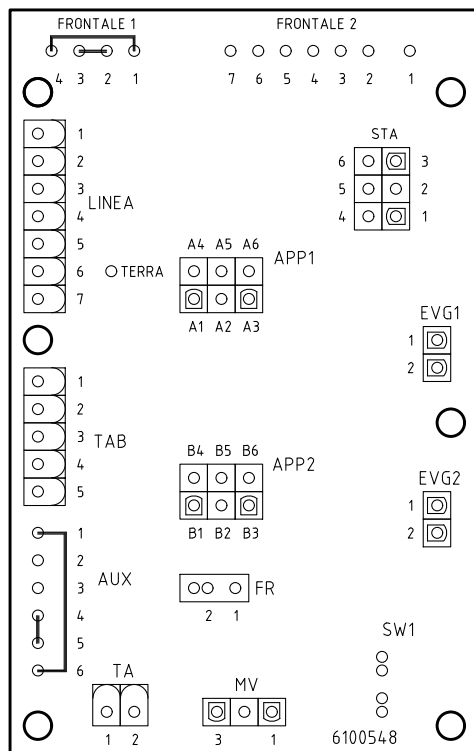 FRONTALE 1 FRONTALE 2
4 3 2 1 7 6 5 4 3 2 1
STA
1
2
3
4
5
6
7
LINEA
6 3
5 2
4 1
TERRA
A4 A5 A6
APP1
A1 A2 A3
EVG1
1
2
1
2
3
4
5
TAB
B4 B5 B6
APP2
B1 B2 B3
EVG2
1
2
1
2
3
4
5
6
AUX
FR
2 1
SW1
TA
1 2
MV
3 1
6100548